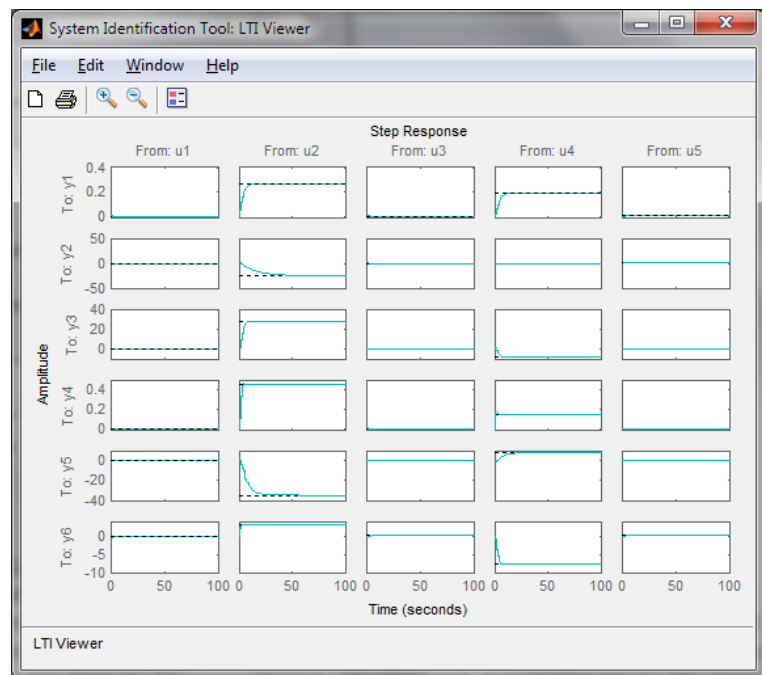 System Identification Tool: LTI Viewer
File Edit Window Help
Step Response
From: u1 From: u2 From: u3 From: u4 From: u5
To: y1
0.4
0.2
0
To: y2
50
0
-50
To: y3
40
20
0
Amplitude
To: y4
0.4
0.2
0
To: y5
0
-20
-40
To: y6
0
-5
-10
0 50 100 0 50 100 0 50 100 0 50 100 0 50 100
Time (seconds)
LTI Viewer